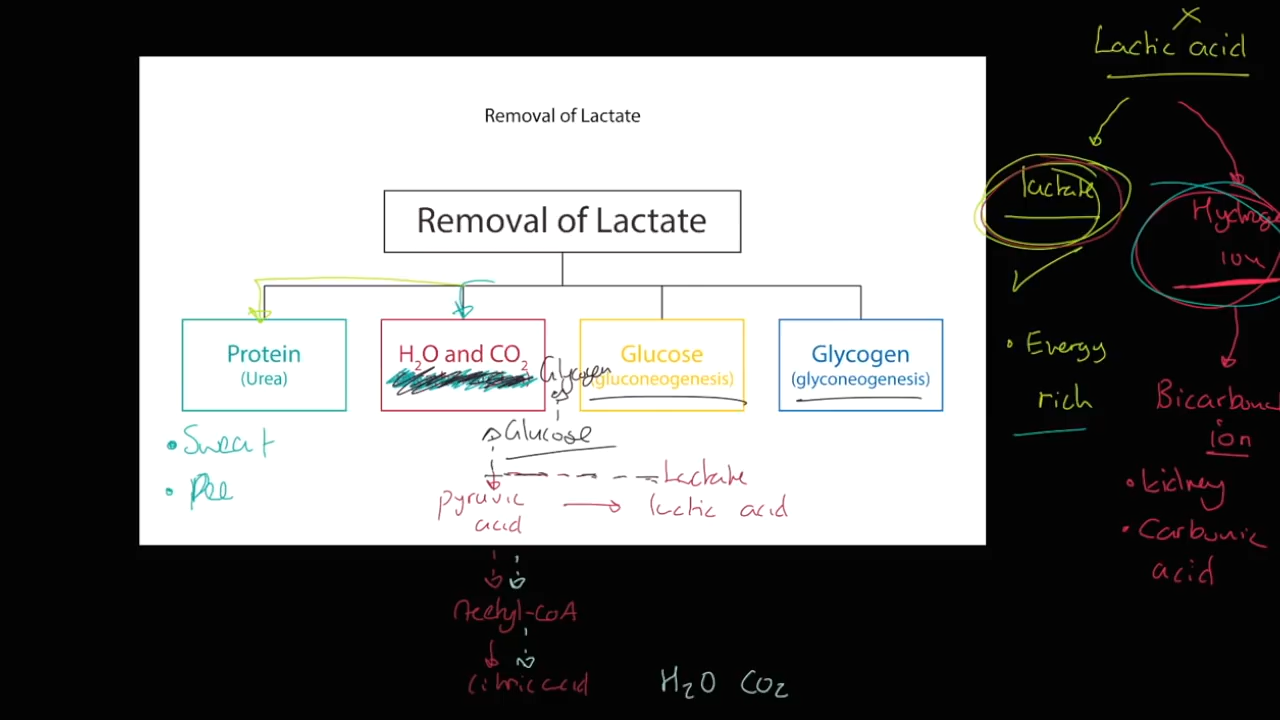 Lactic acid
Removal of Lactate
Removal of Lactate
lactate
Hydroge
ion
Protein
(Urea)
H₂O and CO₂
Glucose
(gluconeogenesis)
Glycogen
(glyconeogenesis)
Glycogen
Energy
rich
Bicarbon
ion
Sweat
Pee
Glucose
Lactate
pyruvic
acid
lactic acid
Kidney
Carbonic
acid
Acetyl-CoA
Citric acid
H₂O CO₂